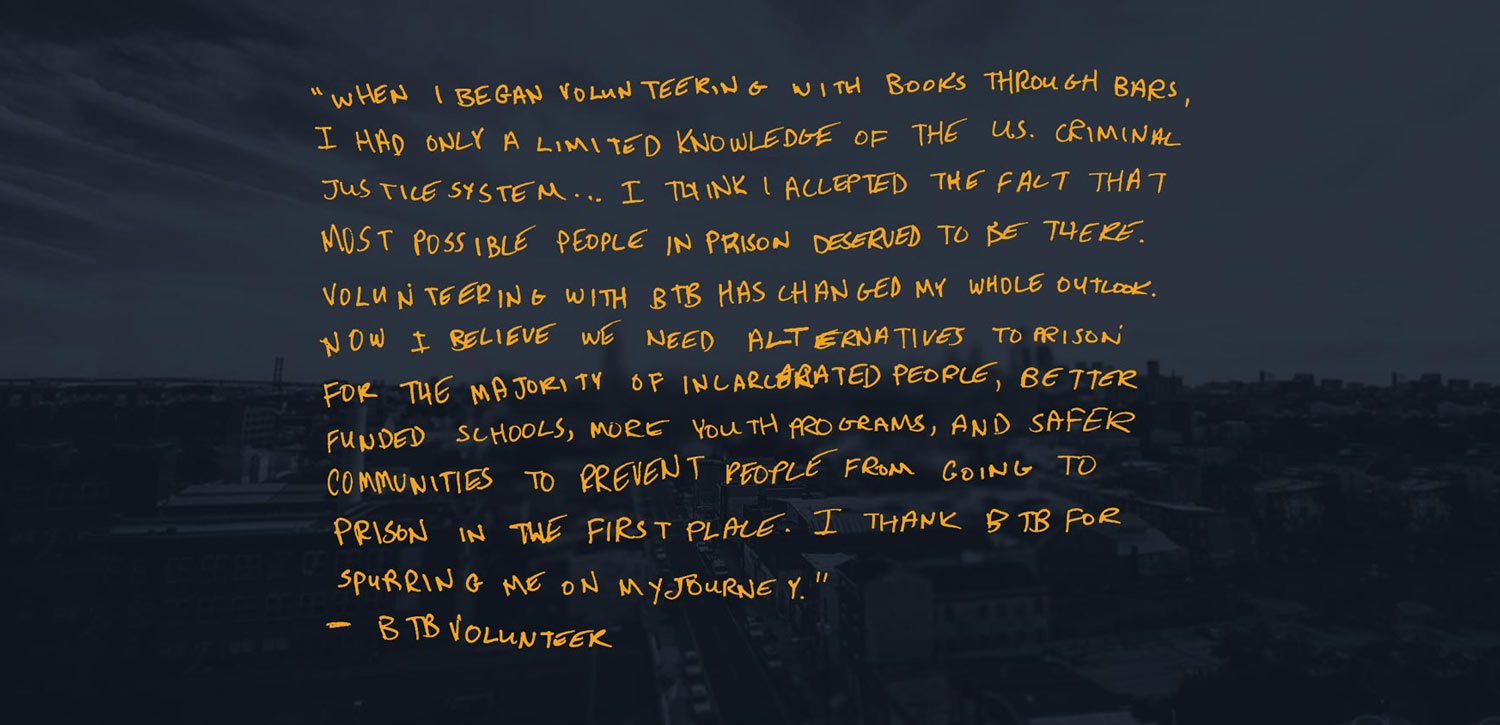 "WHEN I BEGAN VOLUNTEERING WITH BOOKS THROUGH BARS,
I HAD ONLY A LIMITED KNOWLEDGE OF THE U.S. CRIMINAL
JUSTICE SYSTEM... I THINK I ACCEPTED THE FACT THAT
MOST POSSIBLE PEOPLE IN PRISON DESERVED TO BE THERE.
VOLUNTEERING WITH BTB HAS CHANGED MY WHOLE OUTLOOK.
NOW I BELIEVE WE NEED ALTERNATIVES TO PRISON
FOR THE MAJORITY OF INCARCERATED PEOPLE, BETTER
FUNDED SCHOOLS, MORE YOUTH PROGRAMS, AND SAFER
COMMUNITIES TO PREVENT PEOPLE FROM GOING TO
PRISON IN THE FIRST PLACE. I THANK BTB FOR
SPURRING ME ON MY JOURNEY."
- BTB VOLUNTEER